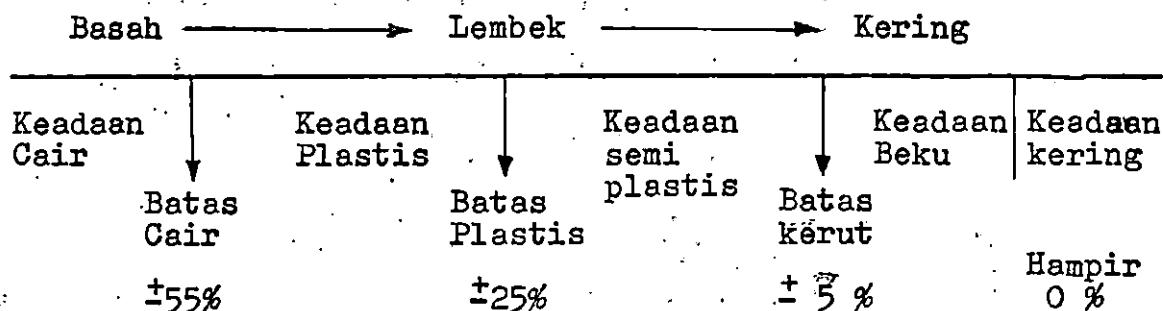 Basah Lembek Kering
Keadaan Cair
Keadaan Plastis
Keadaan semi plastis
Keadaan Beku
Keadaan kering
Batas Cair
Batas Plastis
Batas kerut
±55%
±25%
± 5 %
Hampir 0 %